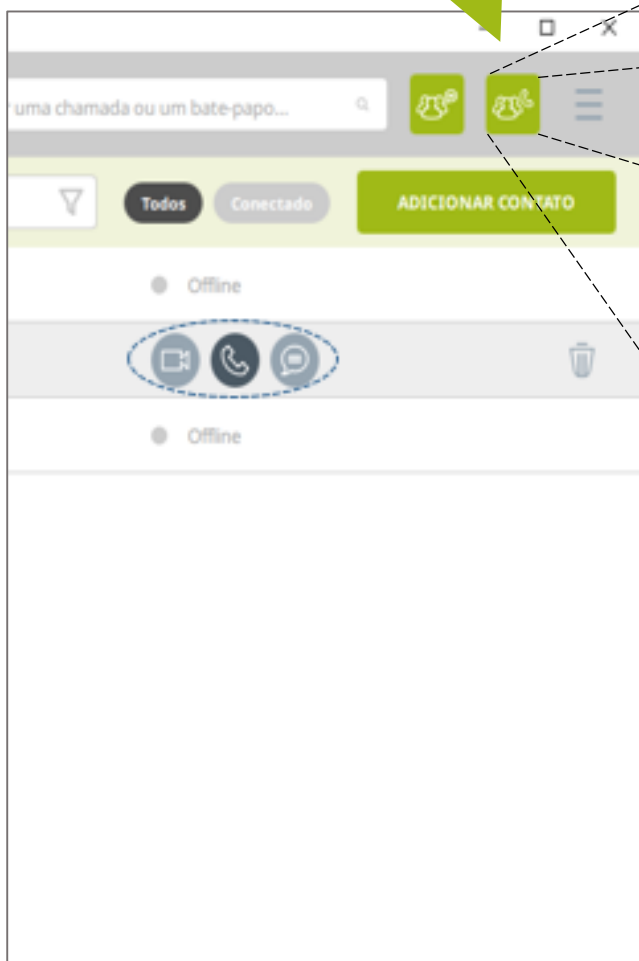 uma chamada ou um bate-papo...
Todos
Conectado
ADICIONAR CONTATO
Offline
Offline